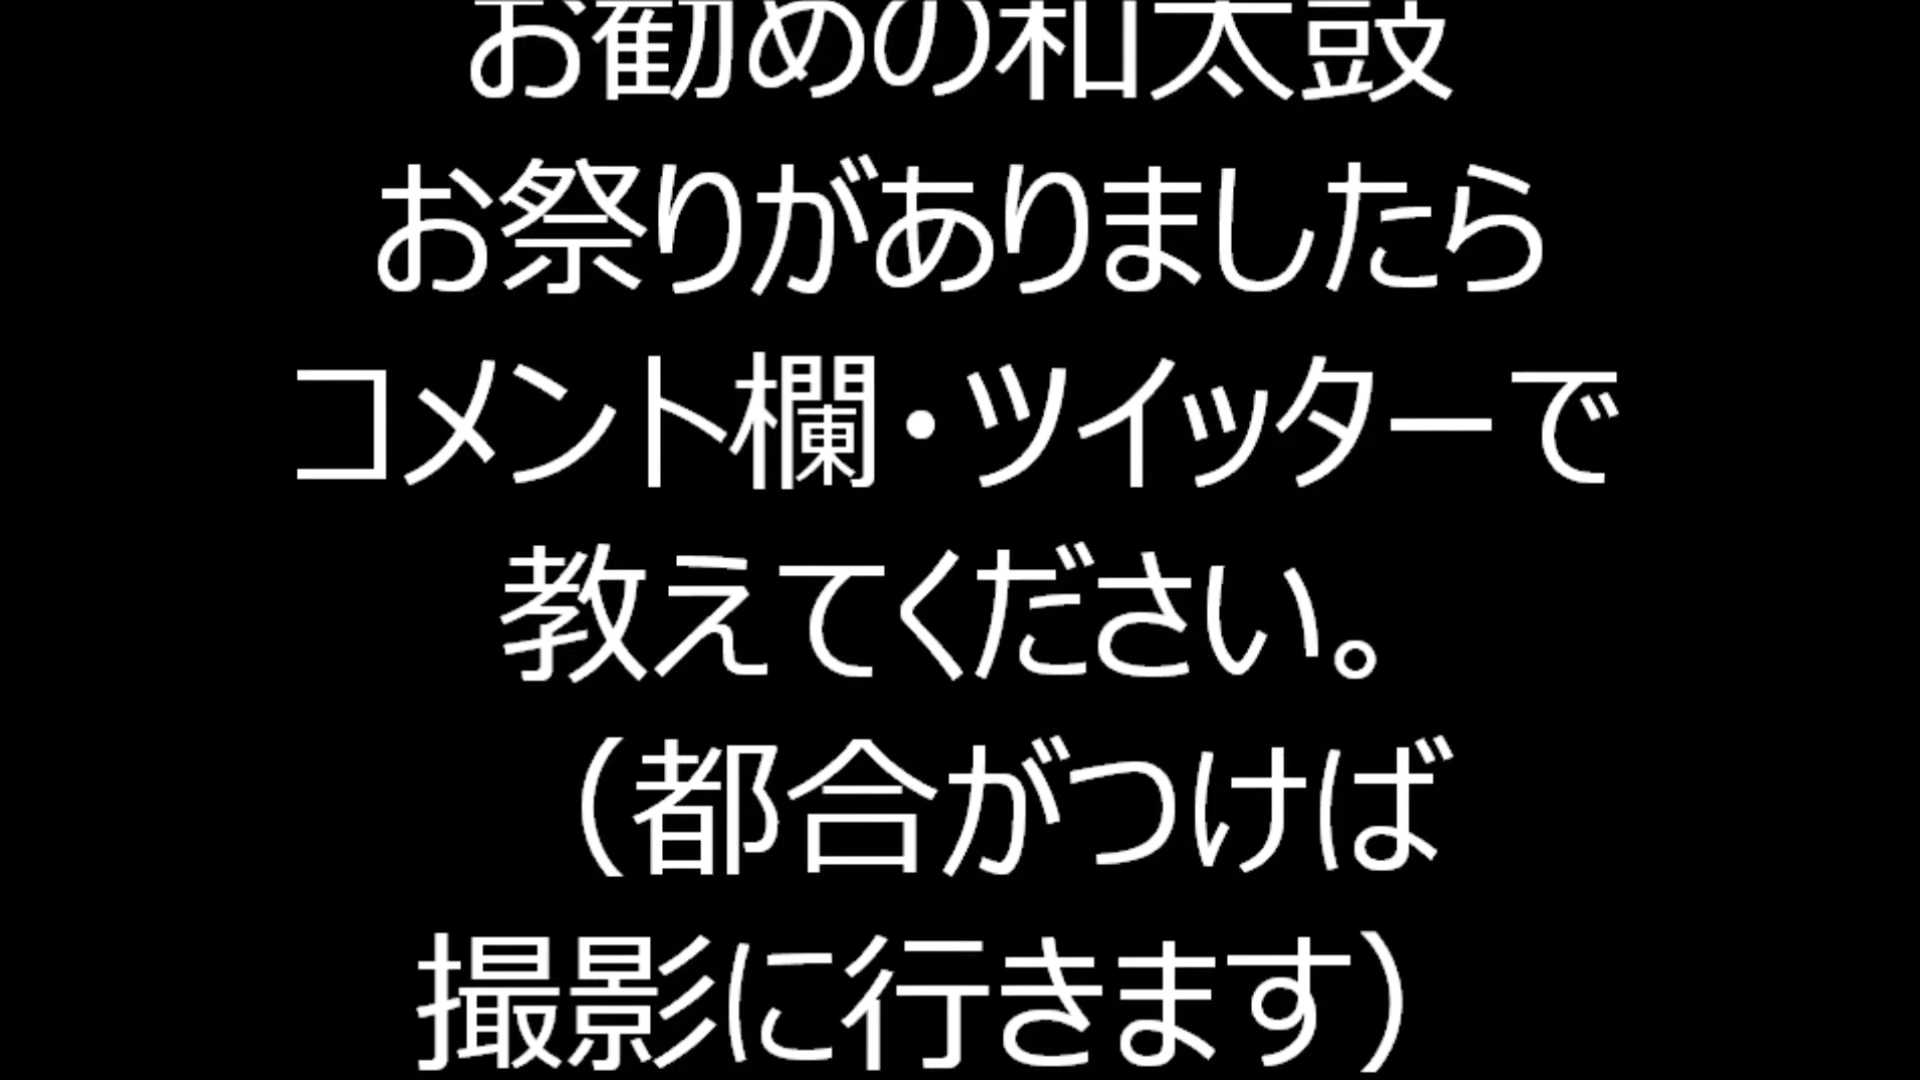 お勧めの和太鼓
お祭りがありましたら
コメント欄・ツイッターで
教えてください。
（都合がつけば
撮影に行きます）